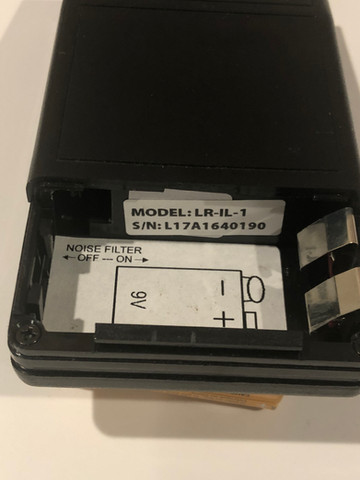 MODEL: LR-IL-1
S/N: L17A1640190
NOISE FILTER
←OFF --- ON→
9V
−
+